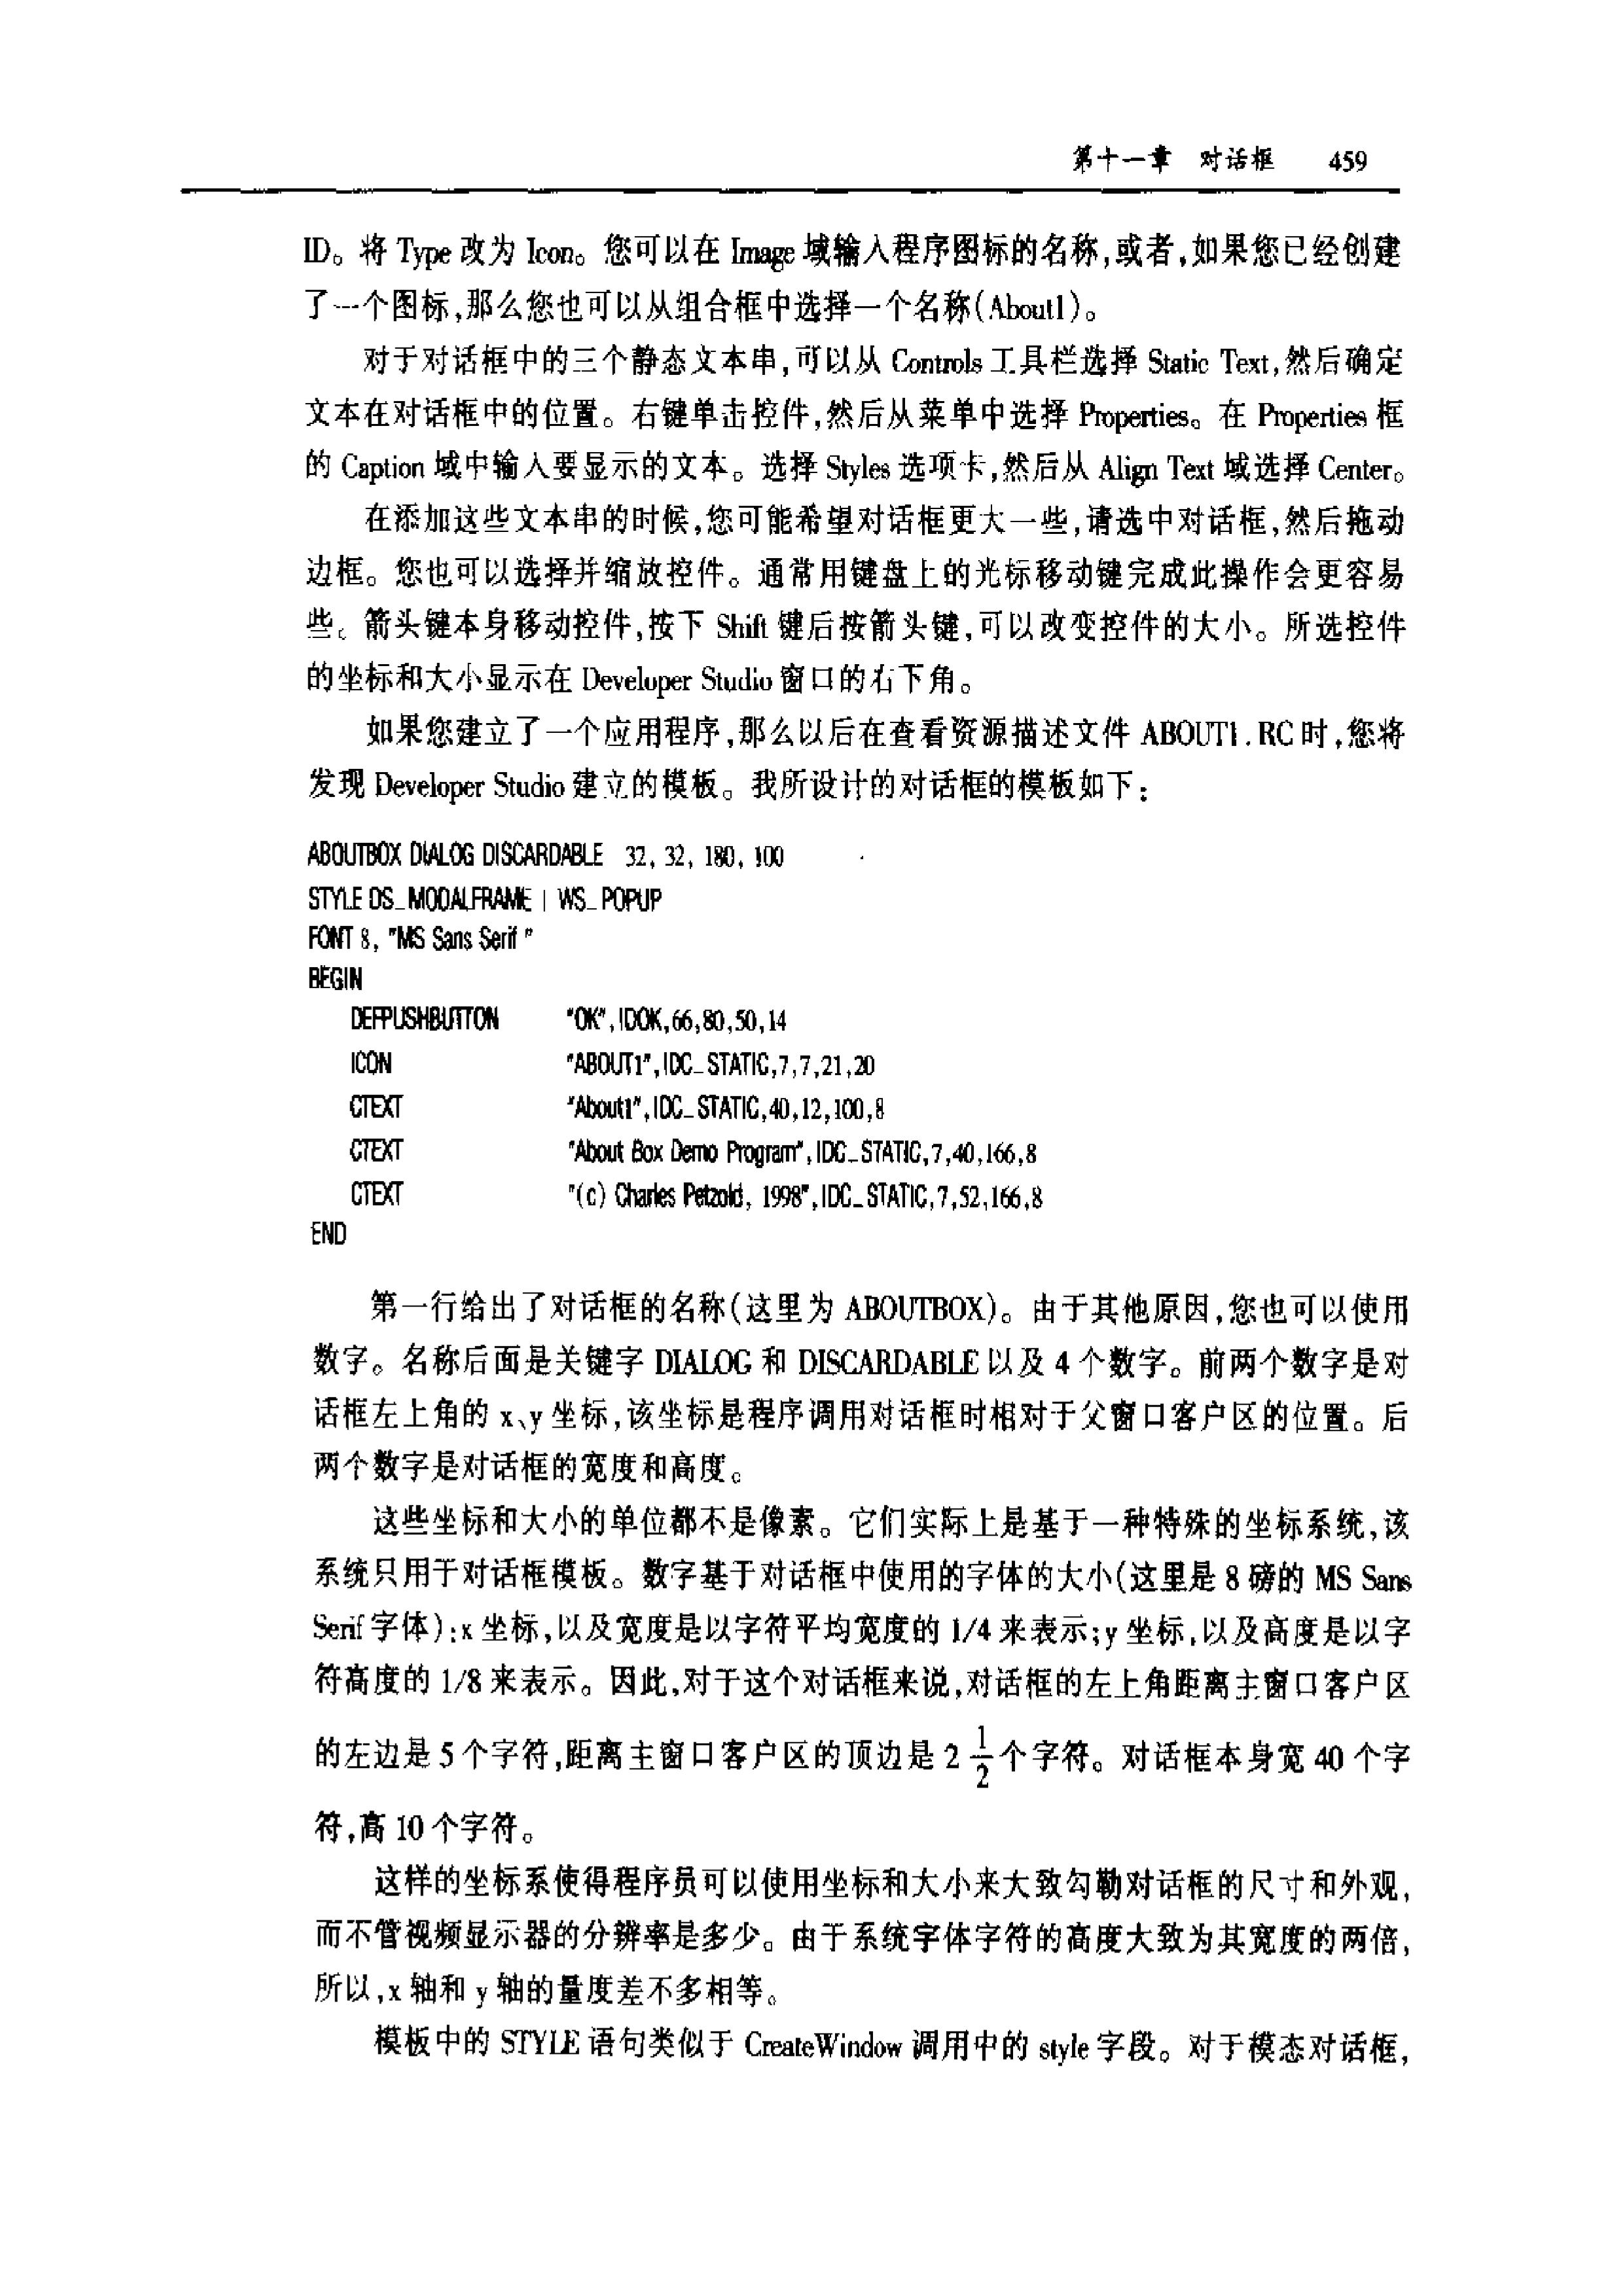 第十一章 对话框 459
ID。将 Type 改为 Icon。您可以在 Image 域输入程序图标的名称,或者,如果您已经创建
了一个图标,那么您也可以从组合框中选择一个名称(About1)。
对于对话框中的三个静态文本串,可以从 Controls 工具栏选择 Static Text,然后确定
文本在对话框中的位置。右键单击控件,然后从菜单中选择 Properties。在 Properties 框
的 Caption 域中输入要显示的文本。选择 Styles 选项卡,然后从 Align Text 域选择 Center。
在添加这些文本串的时候,您可能希望对话框更大一些,请选中对话框,然后拖动
边框。您也可以选择并缩放控件。通常用键盘上的光标移动键完成此操作会更容易
些。箭头键本身移动控件,按下 Shift 键后按箭头键,可以改变控件的大小。所选控件
的坐标和大小显示在 Developer Studio 窗口的右下角。
如果您建立了一个应用程序,那么以后在查看资源描述文件 ABOUT1.RC 时,您将
发现 Developer Studio 建立的模板。我所设计的对话框的模板如下:
ABOUTBOX DIALOG DISCARDABLE 32, 32, 180, 100
STYLE DS_MODALFRAME | WS_POPUP
FONT 8, "MS Sans Serif"
BEGIN
DEFPUSHBUTTON "OK",IDOK,66,80,50,14
ICON "ABOUT1",IDC_STATIC,7,7,21,20
CTEXT "About1",IDC_STATIC,40,12,100,8
CTEXT "About Box Demo Program",IDC_STATIC,7,40,166,8
CTEXT "(c) Charles Petzold, 1998",IDC_STATIC,7,52,166,8
END
第一行给出了对话框的名称(这里为 ABOUTBOX)。由于其他原因,您也可以使用
数字。名称后面是关键字 DIALOG 和 DISCARDABLE 以及 4 个数字。前两个数字是对
话框左上角的 x、y 坐标,该坐标是程序调用对话框时相对于父窗口客户区的位置。后
两个数字是对话框的宽度和高度。
这些坐标和大小的单位都不是像素。它们实际上是基于一种特殊的坐标系统,该
系统只用于对话框模板。数字基于对话框中使用的字体的大小(这里是 8 磅的 MS Sans
Serif 字体):x 坐标,以及宽度是以字符平均宽度的 1/4 来表示;y 坐标,以及高度是以字
符高度的 1/8 来表示。因此,对于这个对话框来说,对话框的左上角距离主窗口客户区
的左边是 5 个字符,距离主窗口客户区的顶边是 2 1/2 个字符。对话框本身宽 40 个字
符,高 10 个字符。
这样的坐标系使得程序员可以使用坐标和大小来大致勾勒对话框的尺寸和外观,
而不管视频显示器的分辨率是多少。由于系统字体字符的高度大致为其宽度的两倍,
所以,x 轴和 y 轴的量度差不多相等。
模板中的 STYLE 语句类似于 CreateWindow 调用中的 style 字段。对于模态对话框,